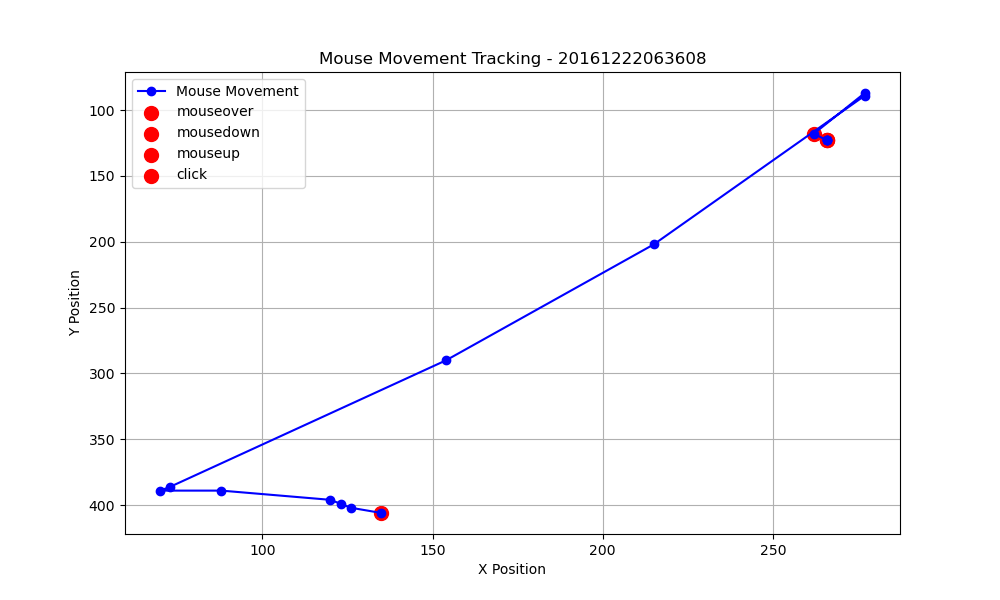 Mouse Movement Tracking - 20161222063608
Mouse Movement
mouseover
mousedown
mouseup
click
100
150
200
250
300
350
400
Y Position
100 150 200 250
X Position